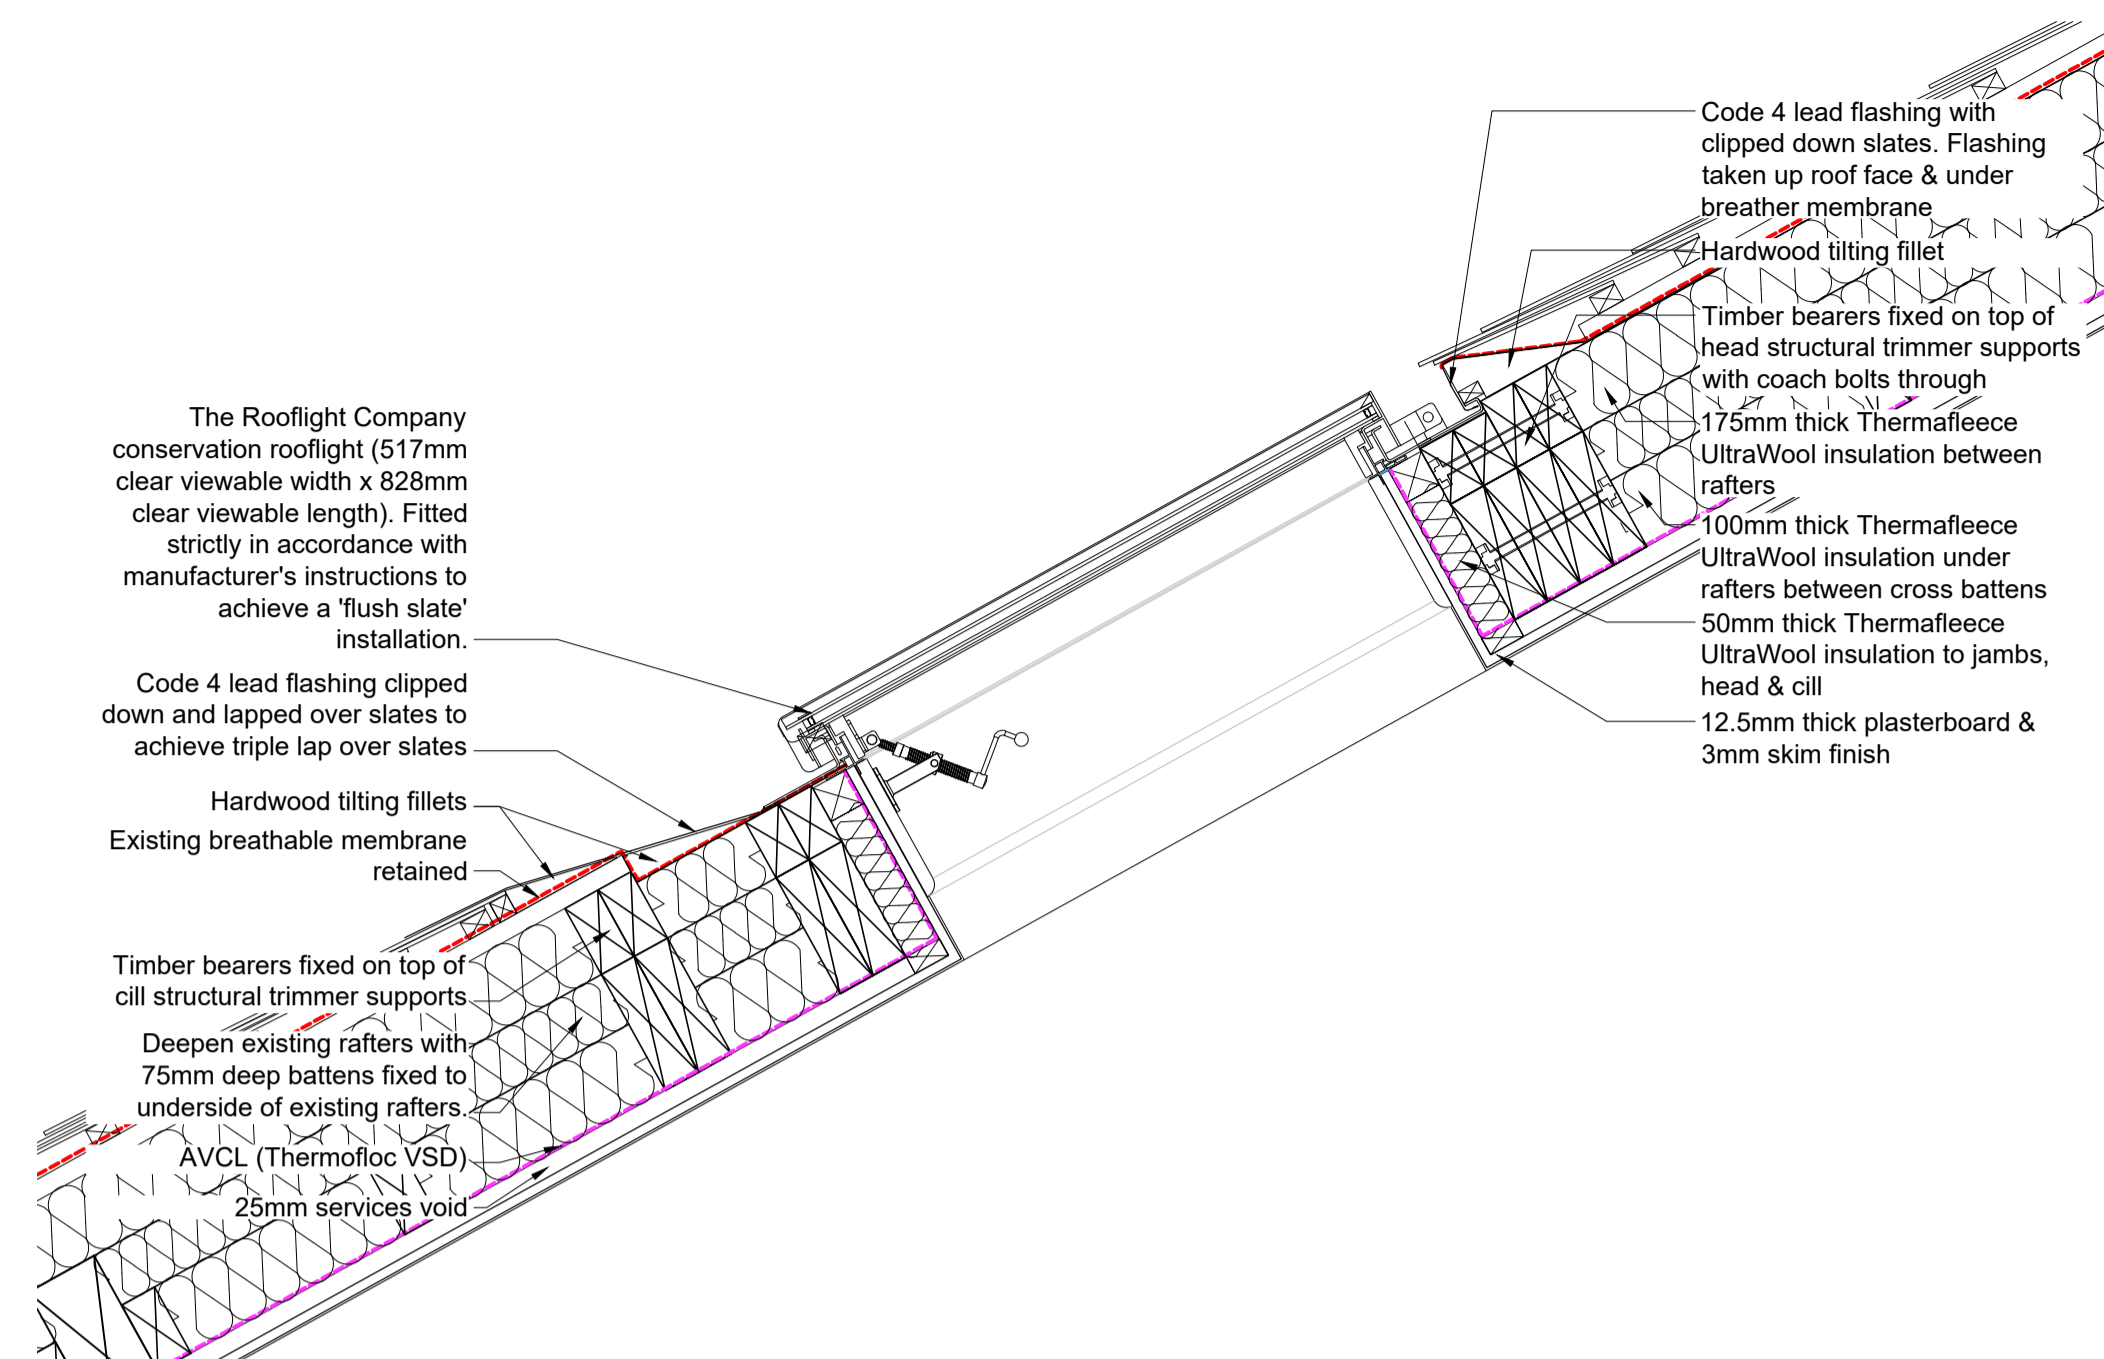 The Rooflight Company
conservation rooflight (517mm
clear viewable width x 828mm
clear viewable length). Fitted
strictly in accordance with
manufacturer's instructions to
achieve a 'flush slate'
installation.
Code 4 lead flashing clipped
down and lapped over slates to
achieve triple lap over slates
Hardwood tilting fillets
Existing breathable membrane
retained
Timber bearers fixed on top of
cill structural trimmer supports
Deepen existing rafters with
75mm deep battens fixed to
underside of existing rafters.
AVCL (Thermofloc VSD)
25mm services void
Code 4 lead flashing with
clipped down slates. Flashing
taken up roof face & under
breather membrane
Hardwood tilting fillet
Timber bearers fixed on top of
head structural trimmer supports
with coach bolts through
175mm thick Thermafleece
UltraWool insulation between
rafters
100mm thick Thermafleece
UltraWool insulation under
rafters between cross battens
50mm thick Thermafleece
UltraWool insulation to jambs,
head & cill
12.5mm thick plasterboard &
3mm skim finish